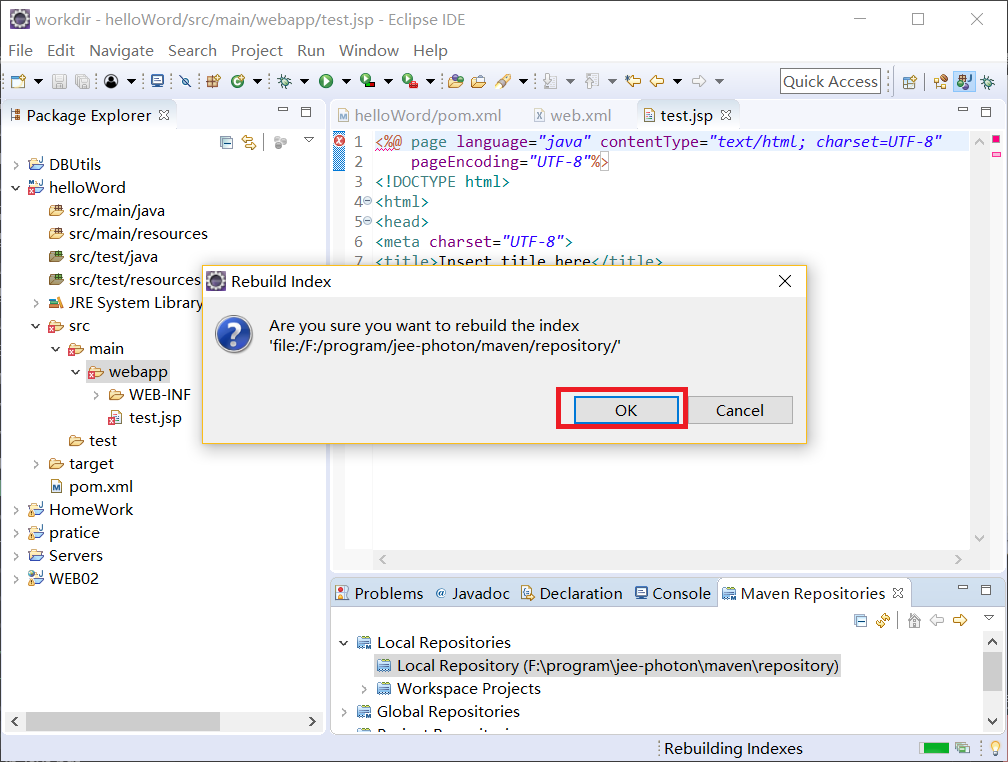 workdir - helloWord/src/main/webapp/test.jsp - Eclipse IDE
File Edit Navigate Search Project Run Window Help
Quick Access
Package Explorer
DBUtils
helloWord
src/main/java
src/main/resources
src/test/java
src/test/resources
JRE System Library
src
main
webapp
WEB-INF
test.jsp
test
target
pom.xml
HomeWork
pratice
Servers
WEB02
helloWord/pom.xml web.xml test.jsp
1 <%@ page language="java" contentType="text/html; charset=UTF-8"
2 pageEncoding="UTF-8"%>
3 <!DOCTYPE html>
4 <html>
5 <head>
6 <meta charset="UTF-8">
7 <title>Insert title here</title>
Rebuild Index
Are you sure you want to rebuild the index
'file:/F:/program/jee-photon/maven/repository/'
OK Cancel
Problems @ Javadoc Declaration Console Maven Repositories
Local Repositories
Local Repository (F:\program\jee-photon\maven\repository)
Workspace Projects
Global Repositories
Rebuilding Indexes